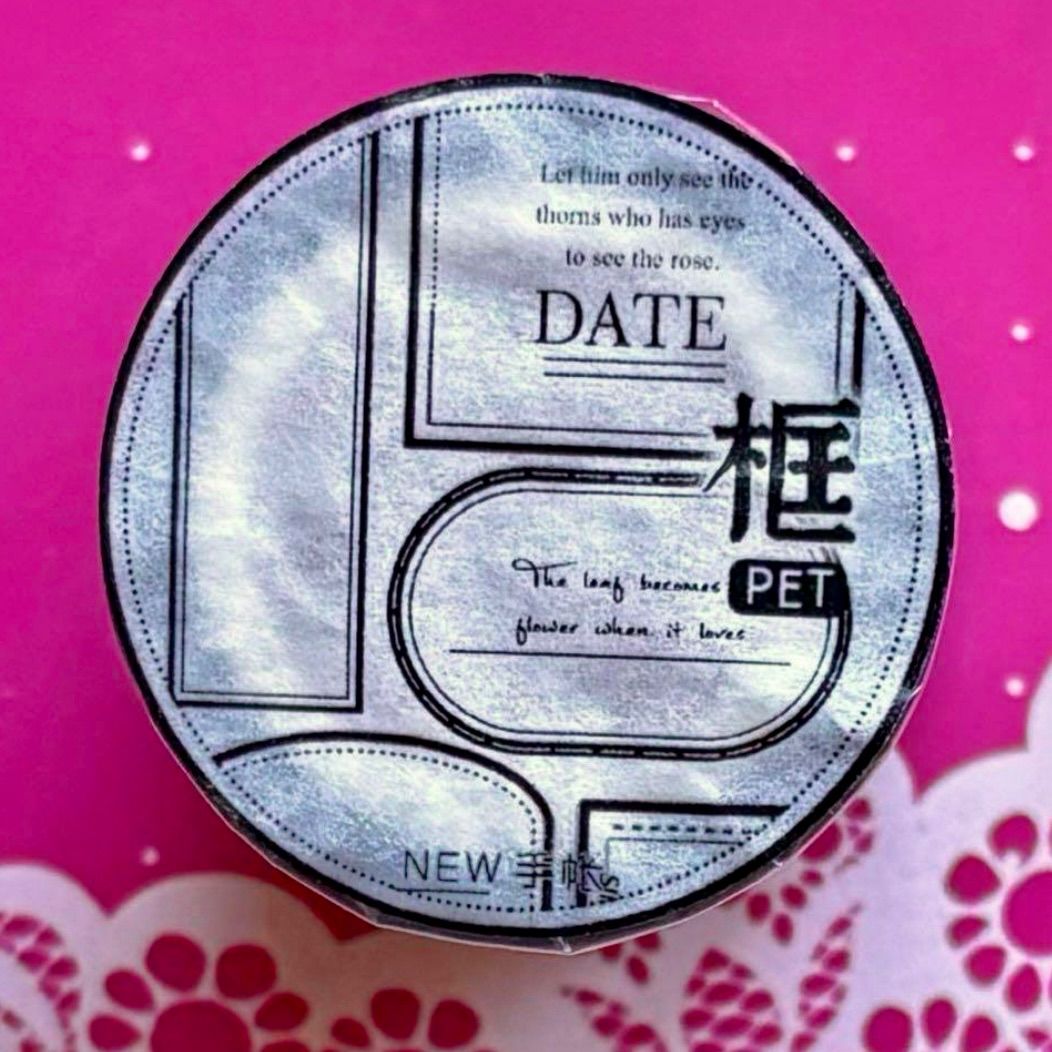 Let him only see the
thorns who has eyes
to see the rose.
DATE
框
PET
The leaf becomes
flower when it loves
NEW 手帐